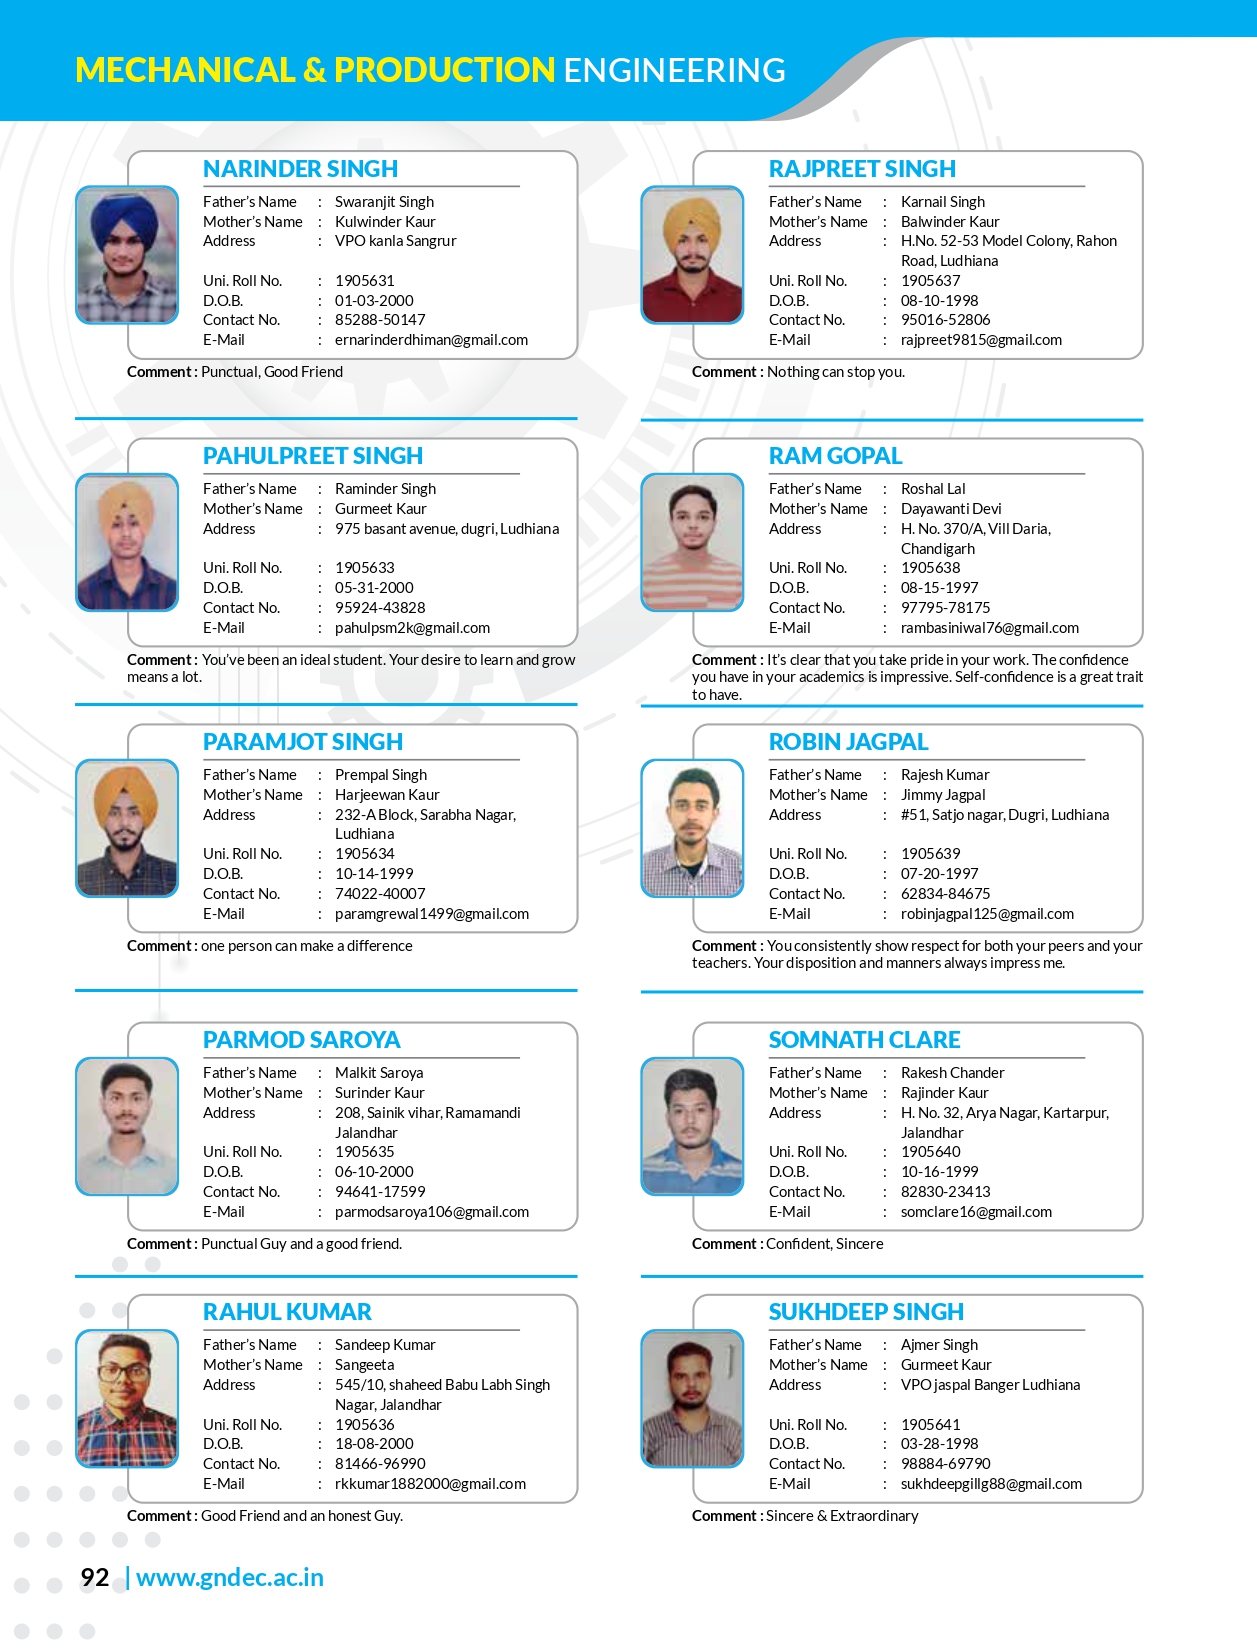 MECHANICAL & PRODUCTION ENGINEERING
NARINDER SINGH
Father's Name : Swaranjit Singh
Mother's Name : Kulwinder Kaur
Address : VPO kanla Sangrur
Uni. Roll No. : 1905631
D.O.B. : 01-03-2000
Contact No. : 85288-50147
E-Mail : ernarinderdhiman@gmail.com
Comment : Punctual, Good Friend
PAHULPREET SINGH
Father's Name : Raminder Singh
Mother's Name : Gurmeet Kaur
Address : 975 basant avenue, dugri, Ludhiana
Uni. Roll No. : 1905633
D.O.B. : 05-31-2000
Contact No. : 95924-43828
E-Mail : pahulpsm2k@gmail.com
Comment : You've been an ideal student. Your desire to learn and grow
means a lot.
PARAMJOT SINGH
Father's Name : Prempal Singh
Mother's Name : Harjeewan Kaur
Address : 232-A Block, Sarabha Nagar,
Ludhiana
Uni. Roll No. : 1905634
D.O.B. : 10-14-1999
Contact No. : 74022-40007
E-Mail : paramgrewal1499@gmail.com
Comment : one person can make a difference
PARMOD SAROYA
Father's Name : Malkit Saroya
Mother's Name : Surinder Kaur
Address : 208, Sainik vihar, Ramamandi
Jalandhar
Uni. Roll No. : 1905635
D.O.B. : 06-10-2000
Contact No. : 94641-17599
E-Mail : parmodsaroya106@gmail.com
Comment : Punctual Guy and a good friend.
RAHUL KUMAR
Father's Name : Sandeep Kumar
Mother's Name : Sangeeta
Address : 545/10, shaheed Babu Labh Singh
Nagar, Jalandhar
Uni. Roll No. : 1905636
D.O.B. : 18-08-2000
Contact No. : 81466-96990
E-Mail : rkkumar1882000@gmail.com
Comment : Good Friend and an honest Guy.
RAJPREET SINGH
Father's Name : Karnail Singh
Mother's Name : Balwinder Kaur
Address : H.No. 52-53 Model Colony, Rahon
Road, Ludhiana
Uni. Roll No. : 1905637
D.O.B. : 08-10-1998
Contact No. : 95016-52806
E-Mail : rajpreet9815@gmail.com
Comment : Nothing can stop you.
RAM GOPAL
Father's Name : Roshal Lal
Mother's Name : Dayawanti Devi
Address : H. No. 370/A, Vill Daria,
Chandigarh
Uni. Roll No. : 1905638
D.O.B. : 08-15-1997
Contact No. : 97795-78175
E-Mail : rambasiniwal76@gmail.com
Comment : It's clear that you take pride in your work. The confidence
you have in your academics is impressive. Self-confidence is a great trait
to have.
ROBIN JAGPAL
Father's Name : Rajesh Kumar
Mother's Name : Jimmy Jagpal
Address : #51, Satjo nagar, Dugri, Ludhiana
Uni. Roll No. : 1905639
D.O.B. : 07-20-1997
Contact No. : 62834-84675
E-Mail : robinjagpal125@gmail.com
Comment : You consistently show respect for both your peers and your
teachers. Your disposition and manners always impress me.
SOMNATH CLARE
Father's Name : Rakesh Chander
Mother's Name : Rajinder Kaur
Address : H. No. 32, Arya Nagar, Kartarpur,
Jalandhar
Uni. Roll No. : 1905640
D.O.B. : 10-16-1999
Contact No. : 82830-23413
E-Mail : somclare16@gmail.com
Comment : Confident, Sincere
SUKHDEEP SINGH
Father's Name : Ajmer Singh
Mother's Name : Gurmeet Kaur
Address : VPO jaspal Banger Ludhiana
Uni. Roll No. : 1905641
D.O.B. : 03-28-1998
Contact No. : 98884-69790
E-Mail : sukhdeepgillg88@gmail.com
Comment : Sincere & Extraordinary
92 | www.gndec.ac.in